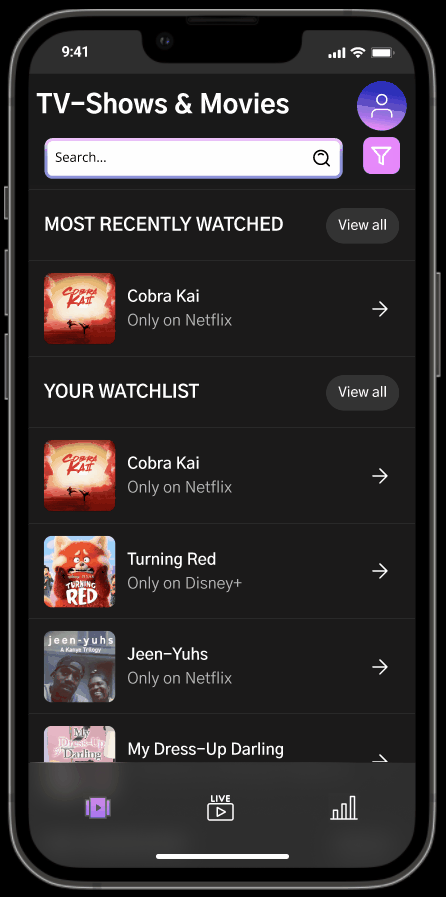 9:41
TV-Shows & Movies
Search...
MOST RECENTLY WATCHED
View all
COBRA
KAI
Cobra Kai
Only on Netflix
YOUR WATCHLIST
View all
COBRA
KAI
Cobra Kai
Only on Netflix
TURNING
RED
Turning Red
Only on Disney+
jeen-yuhs
A Kanye Trilogy
Jeen-Yuhs
Only on Netflix
My
Dress-Up
Darling
My Dress-Up Darling
LIVE